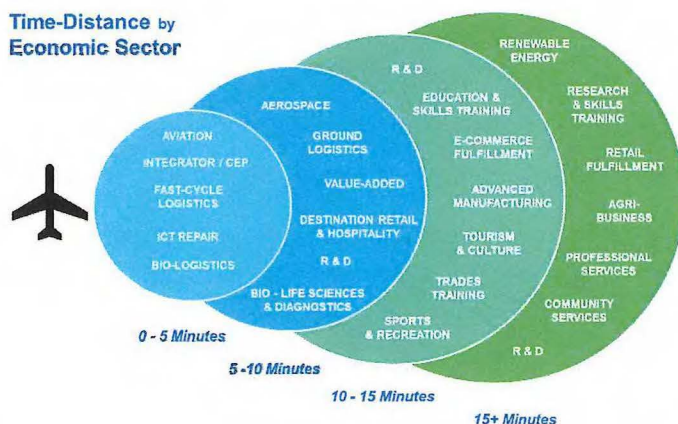 Time-Distance by
Economic Sector
AVIATION
INTEGRATOR / CEP
FAST-CYCLE
LOGISTICS
ICT REPAIR
BIO-LOGISTICS
0 - 5 Minutes
AEROSPACE
GROUND
LOGISTICS
VALUE-ADDED
DESTINATION RETAIL
& HOSPITALITY
R & D
BIO - LIFE SCIENCES
& DIAGNOSTICS
5 -10 Minutes
R & D
EDUCATION &
SKILLS TRAINING
E-COMMERCE
FULFILLMENT
ADVANCED
MANUFACTURING
TOURISM
& CULTURE
TRADES
TRAINING
SPORTS
& RECREATION
10 - 15 Minutes
RENEWABLE
ENERGY
RESEARCH
& SKILLS
TRAINING
RETAIL
FULFILLMENT
AGRI-
BUSINESS
PROFESSIONAL
SERVICES
COMMUNITY
SERVICES
R & D
15+ Minutes